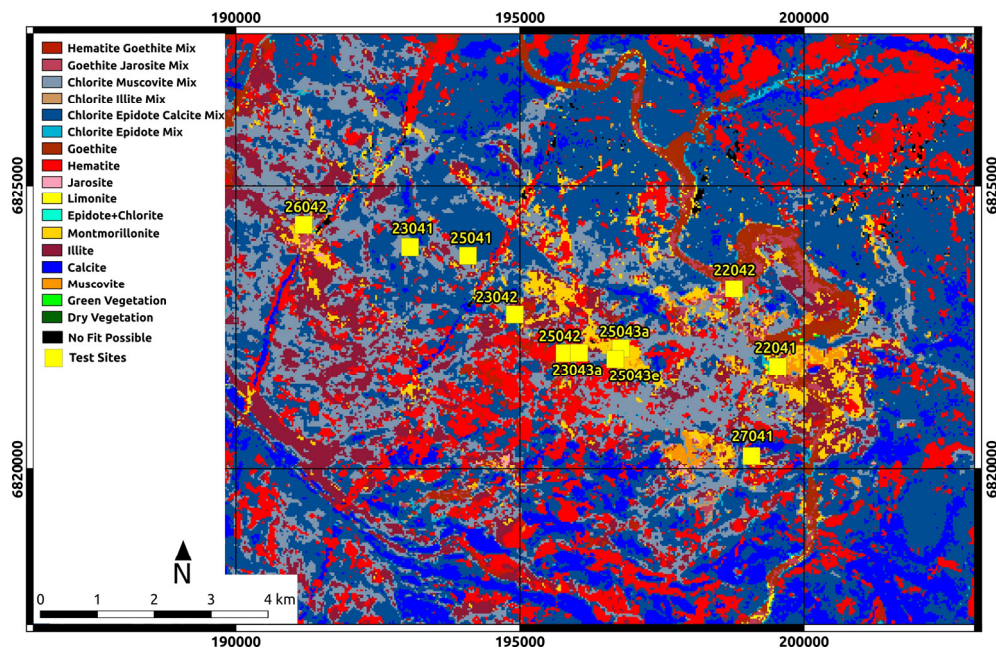 190000 195000 200000
Hematite Goethite Mix
Goethite Jarosite Mix
Chlorite Muscovite Mix
Chlorite Illite Mix
Chlorite Epidote Calcite Mix
Chlorite Epidote Mix
Goethite
Hematite
Jarosite
Limonite
Epidote+Chlorite
Montmorillonite
Illite
Calcite
Muscovite
Green Vegetation
Dry Vegetation
No Fit Possible
Test Sites
6825000 6825000
26042
23041
25041
22042
23042
25042 25043a
22041
23043a 25043e
27041
6820000 6820000
N
0 1 2 3 4 km
190000 195000 200000